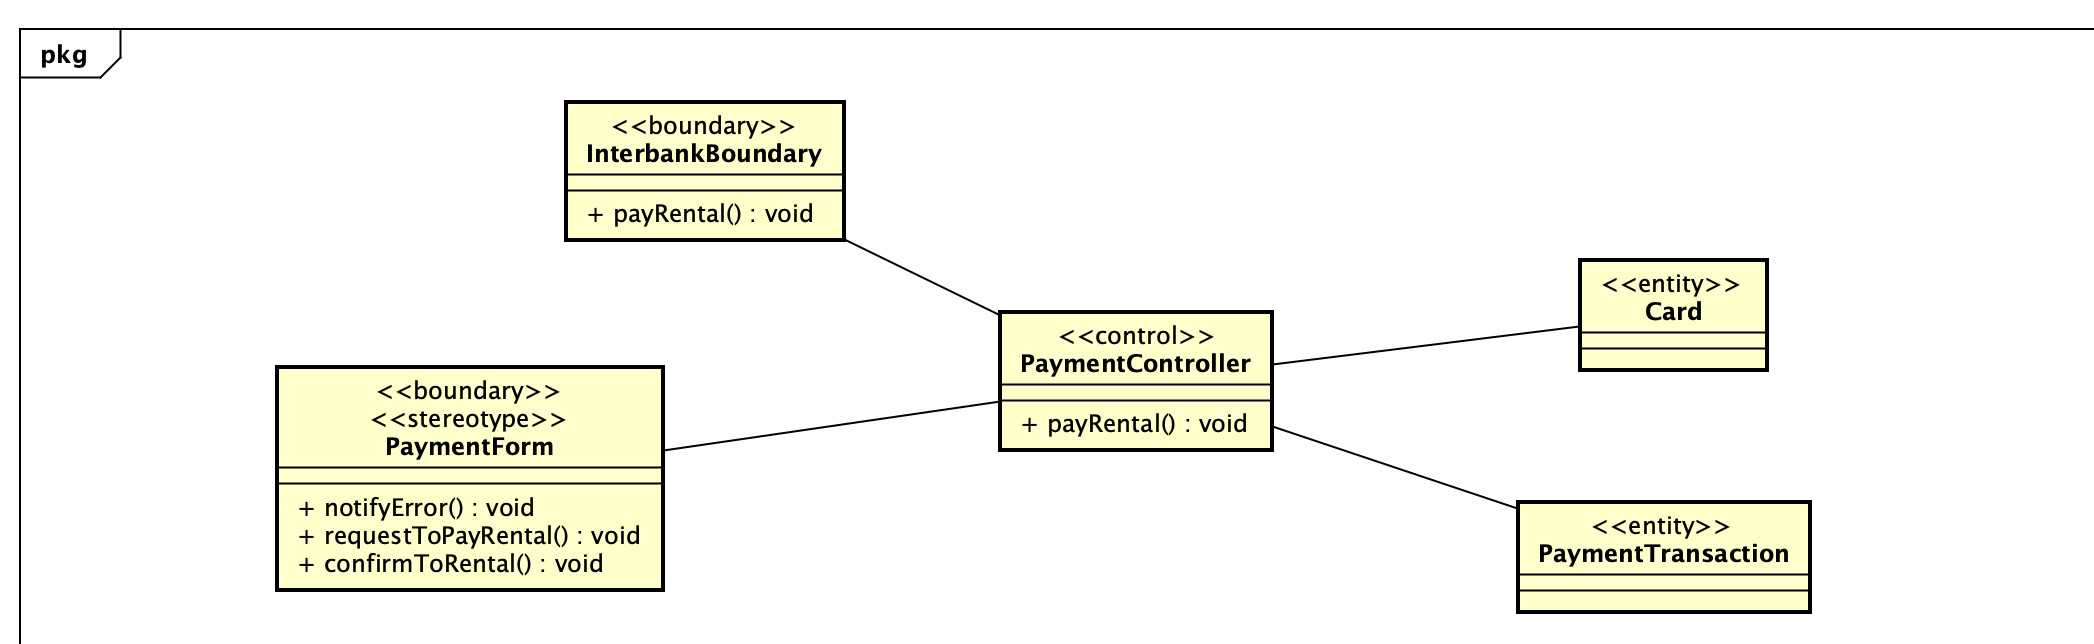 pkg
<<boundary>>
InterbankBoundary
+ payRental() : void
<<entity>>
Card
<<control>>
PaymentController
+ payRental() : void
<<boundary>>
<<stereotype>>
PaymentForm
+ notifyError() : void
+ requestToPayRental() : void
+ confirmToRental() : void
<<entity>>
PaymentTransaction